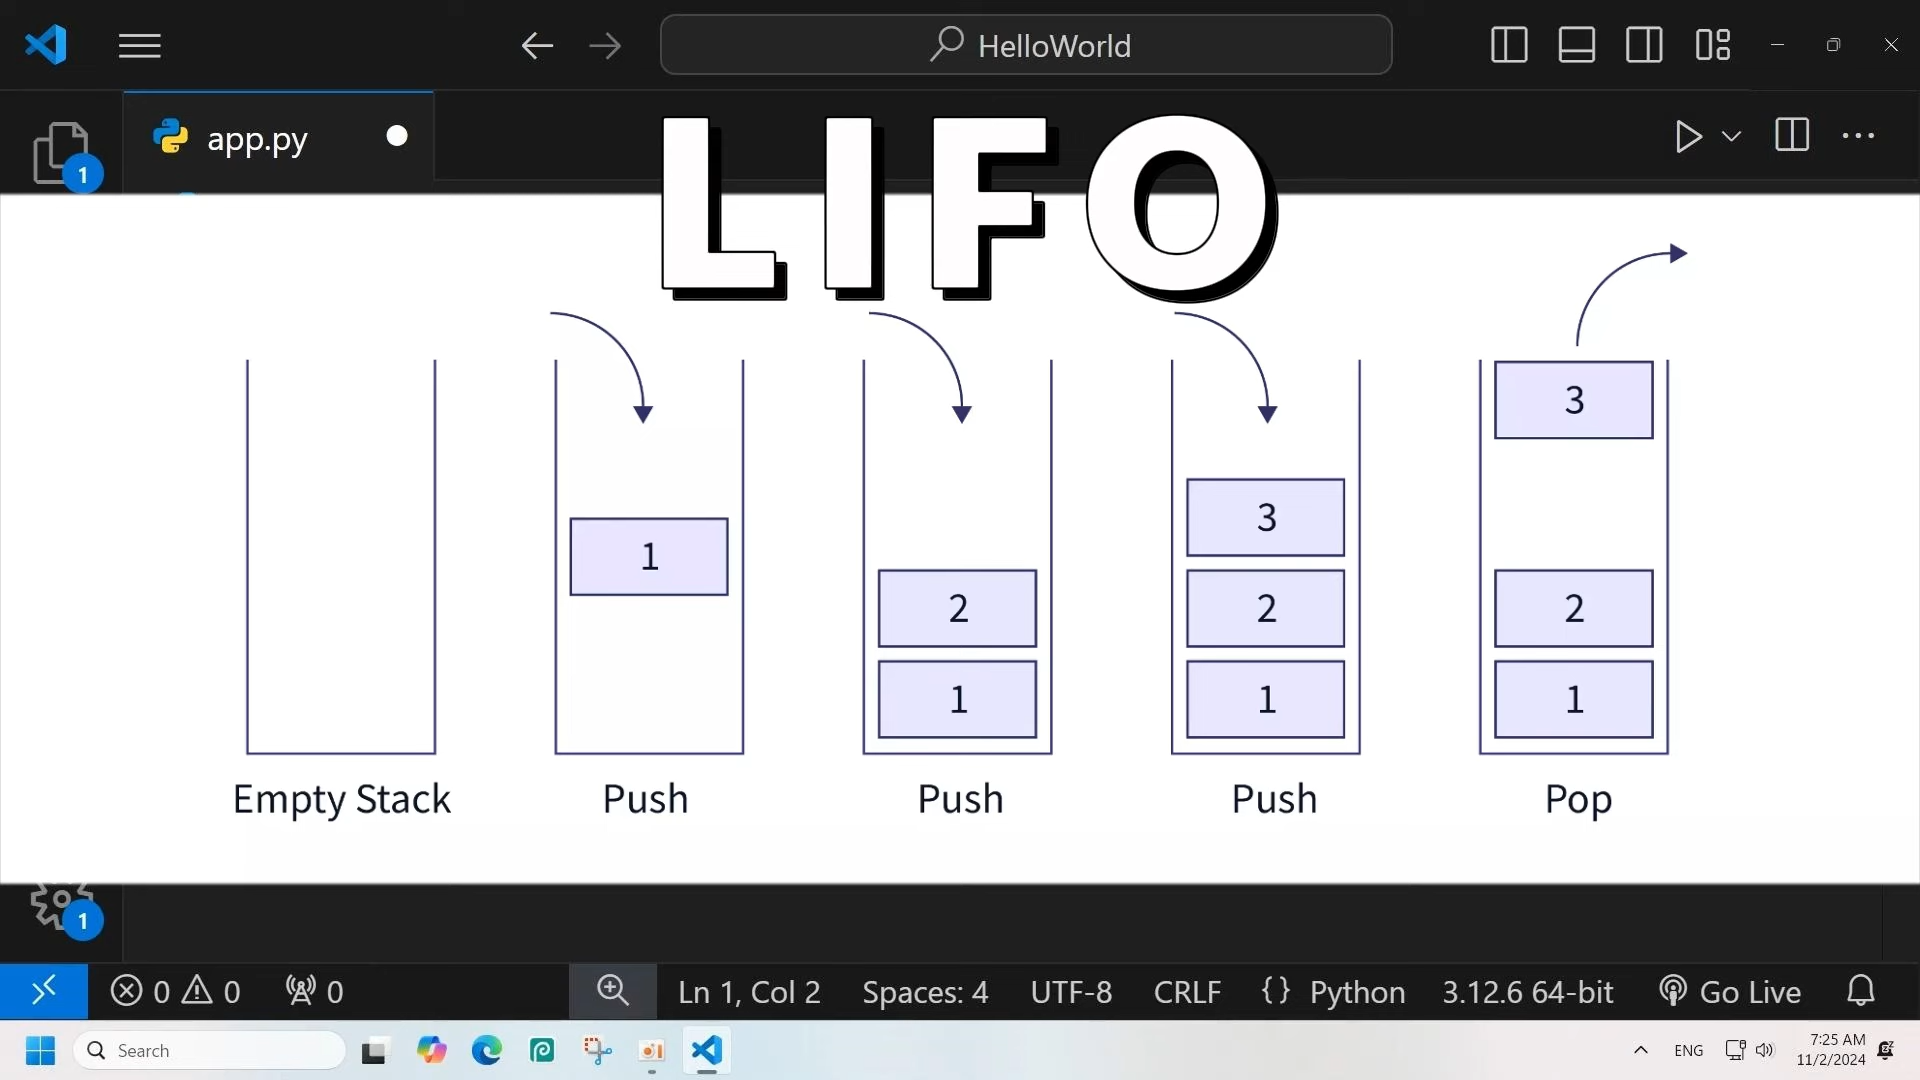 HelloWorld
app.py
1
LIFO
3
3
1
2
2
2
1
1
1
Empty Stack
Push
Push
Push
Pop
1
0 0 0
Ln 1, Col 2 Spaces: 4 UTF-8 CRLF {} Python 3.12.6 64-bit Go Live
Search
ENG
7:25 AM
11/2/2024